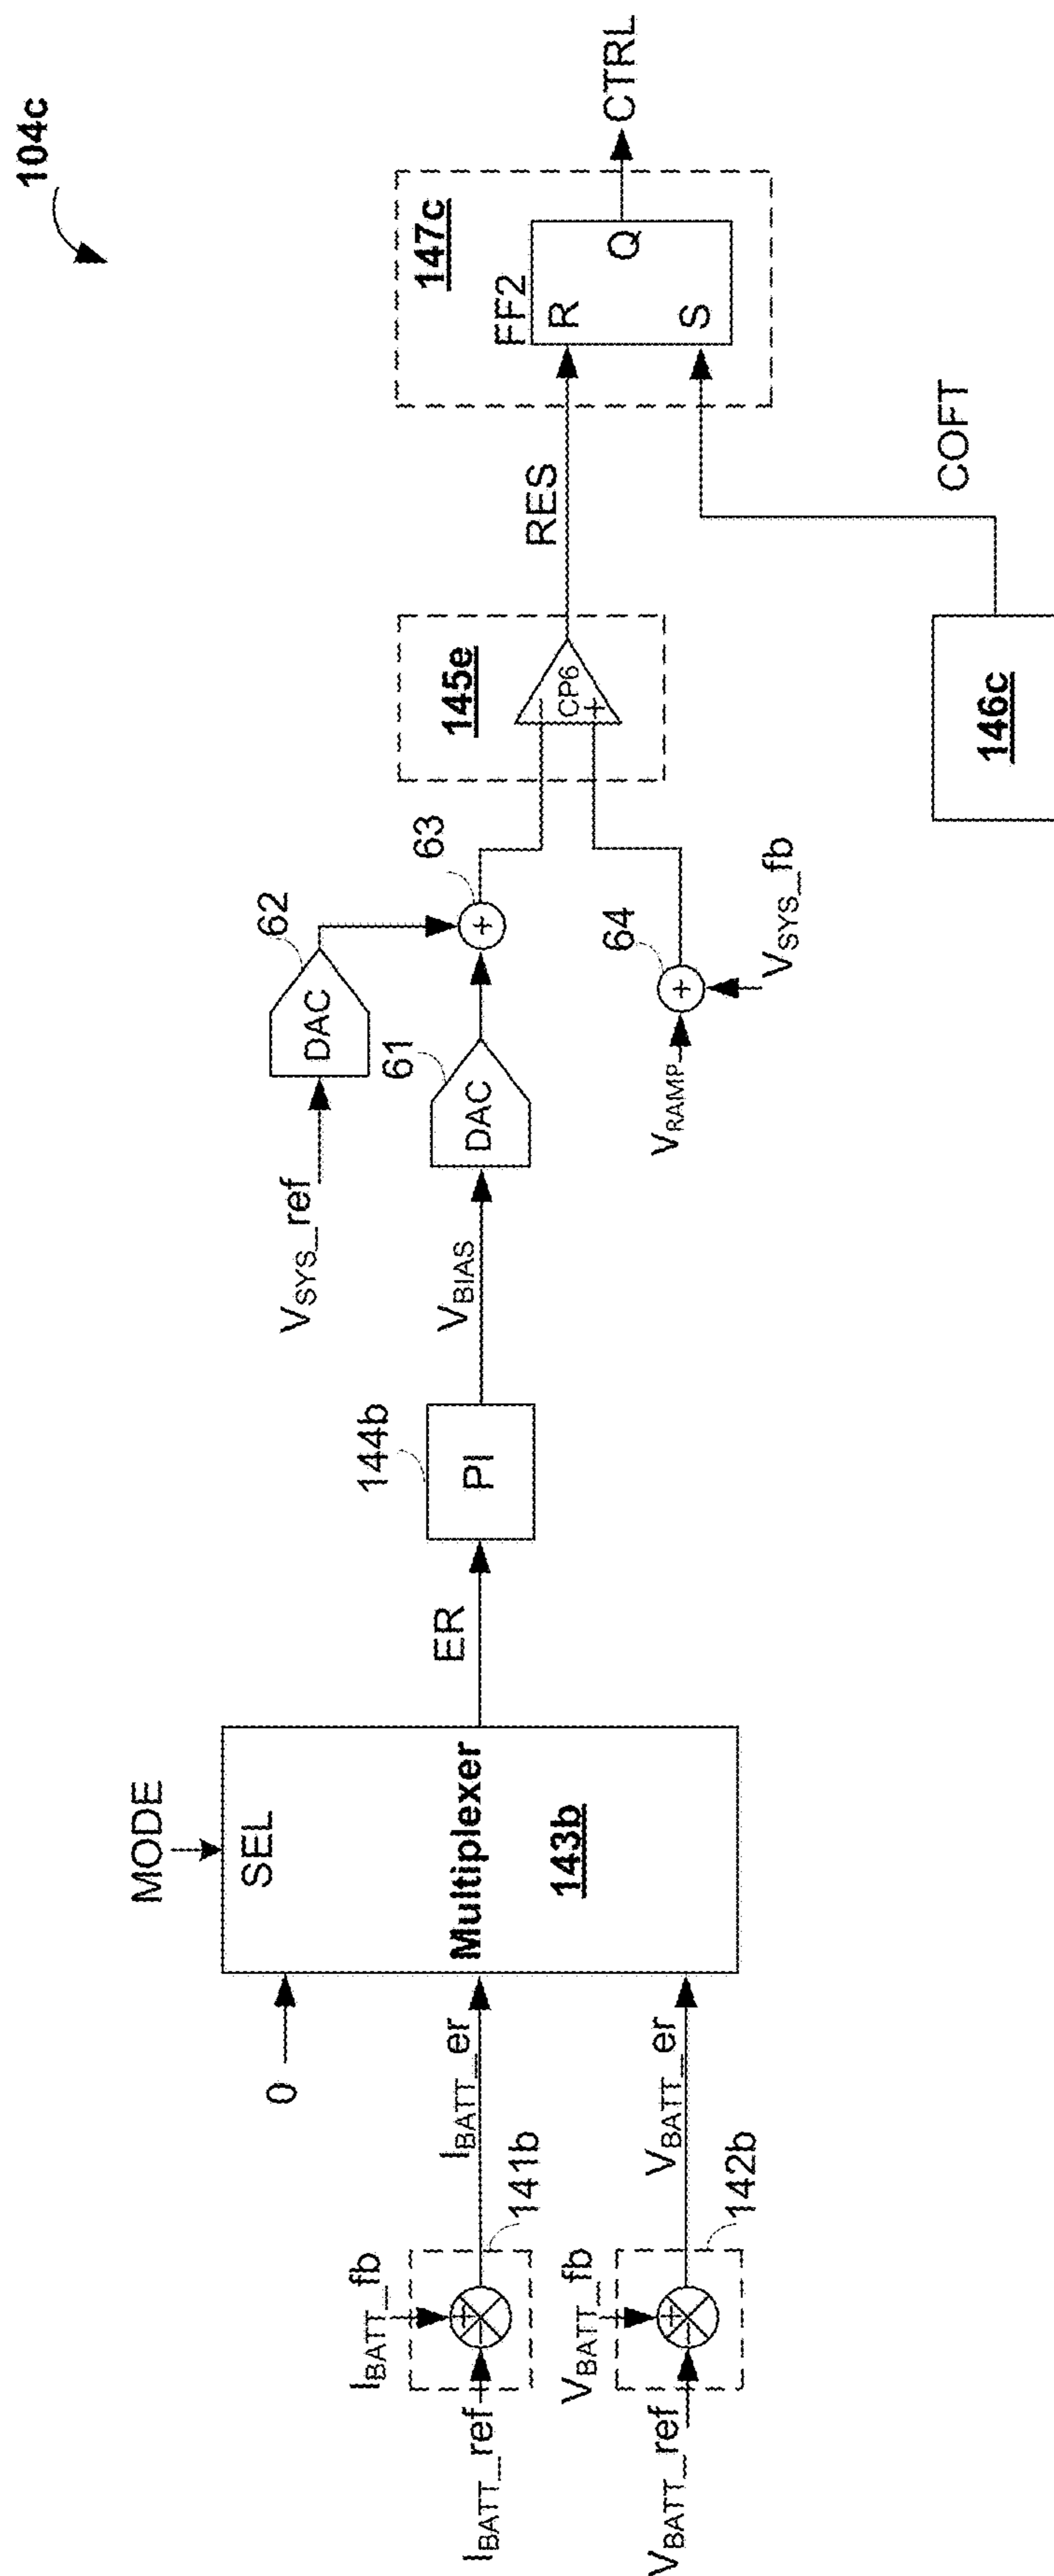 104c
I_BATT_fb
I_BATT_ref
+
−
141b
I_BATT_er
V_BATT_fb
V_BATT_ref
+
−
142b
V_BATT_er
0
MODE
SEL
Multiplexer
143b
ER
144b
PI
V_BIAS
V_SYS_ref
DAC
62
DAC
61
+
63
V_RAMP
+
64
V_SYS_fb
145e
−
CP6
+
RES
146c
COFT
147c
FF2
R
S
Q
CTRL